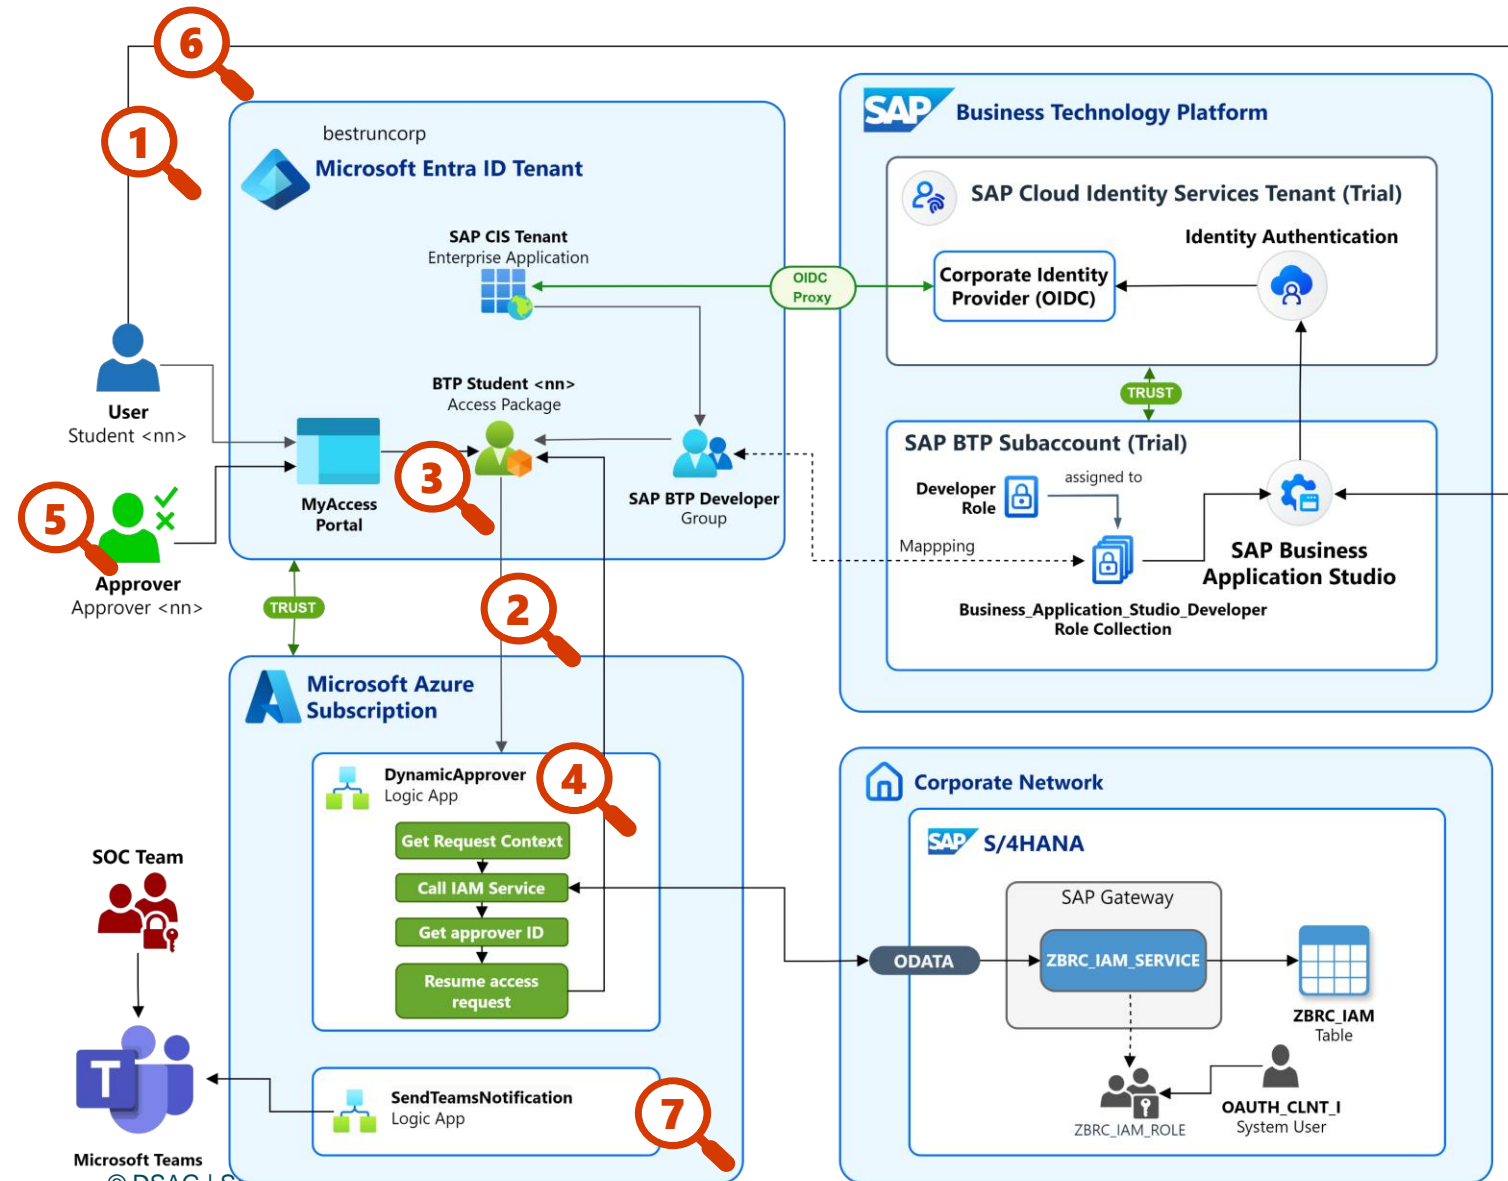 6
1
bestruncorp
Microsoft Entra ID Tenant
SAP CIS Tenant
Enterprise Application
OIDC
Proxy
BTP Student <nn>
Access Package
User
Student <nn>
MyAccess
Portal
3
SAP BTP Developer
Group
5
Approver
Approver <nn>
TRUST
2
SAP
Business Technology Platform
SAP Cloud Identity Services Tenant (Trial)
Identity Authentication
Corporate Identity
Provider (OIDC)
TRUST
SAP BTP Subaccount (Trial)
Developer
Role
assigned to
Mappping
SAP Business
Application Studio
Business_Application_Studio_Developer
Role Collection
Microsoft Azure
Subscription
DynamicApprover
Logic App
4
Get Request Context
Call IAM Service
Get approver ID
Resume access
request
SOC Team
T
Microsoft Teams
SendTeamsNotification
Logic App
7
Corporate Network
SAP
S/4HANA
SAP Gateway
ODATA
ZBRC_IAM_SERVICE
ZBRC_IAM
Table
ZBRC_IAM_ROLE
OAUTH_CLNT_I
System User